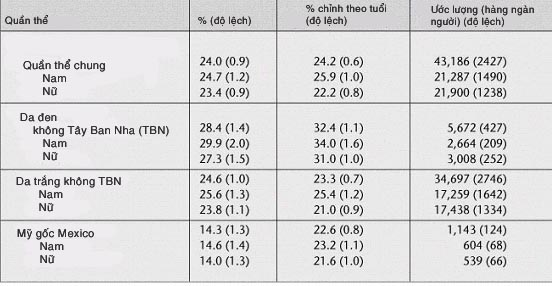 Quần thể % (độ lệch) % chỉnh theo tuổi (độ lệch) Ước lượng (hàng ngàn người) (độ lệch)
Quần thể chung 24.0 (0.9) 24.2 (0.6) 43,186 (2427)
Nam 24.7 (1.2) 25.9 (1.0) 21,287 (1490)
Nữ 23.4 (0.9) 22.2 (0.8) 21,900 (1238)
Da đen
không Tây Ban Nha (TBN) 28.4 (1.4) 32.4 (1.1) 5,672 (427)
Nam 29.9 (2.0) 34.0 (1.6) 2,664 (209)
Nữ 27.3 (1.5) 31.0 (1.0) 3,008 (252)
Da trắng không TBN 24.6 (1.0) 23.3 (0.7) 34,697 (2746)
Nam 25.6 (1.3) 25.4 (1.2) 17,259 (1642)
Nữ 23.8 (1.1) 21.0 (0.9) 17,438 (1334)
Mỹ gốc Mexico 14.3 (1.3) 22.6 (0.8) 1,143 (124)
Nam 14.6 (1.4) 23.2 (1.1) 604 (68)
Nữ 14.0 (1.3) 21.6 (1.0) 539 (66)